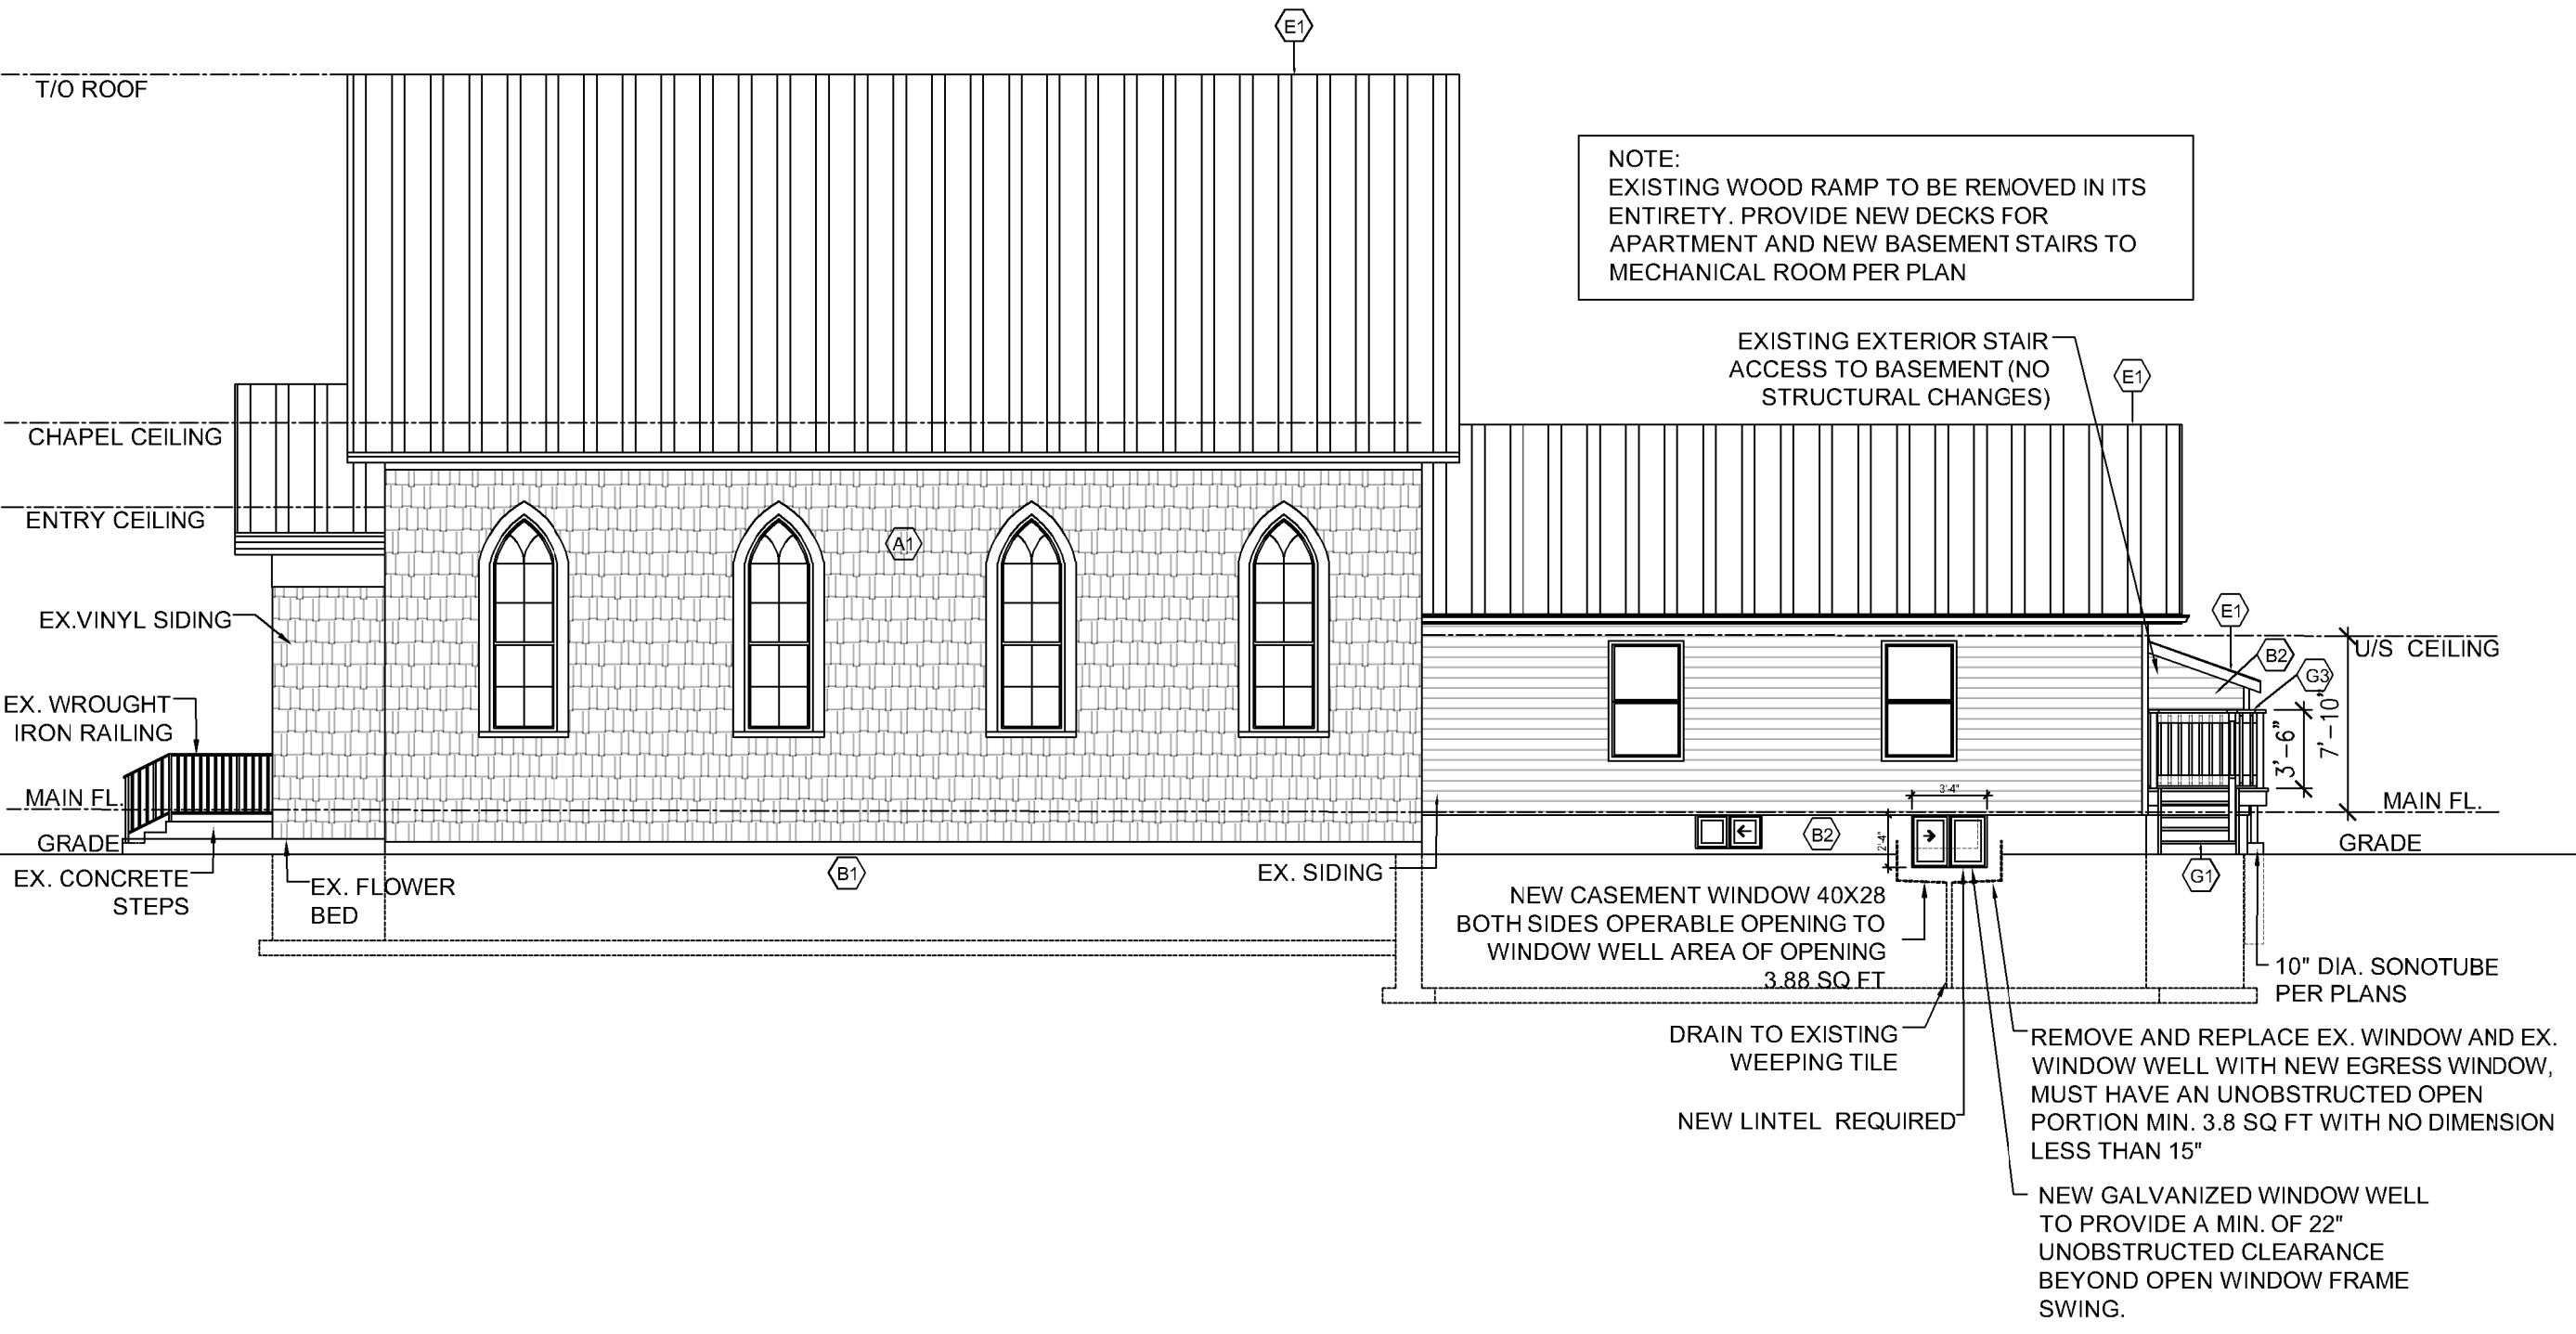 E1
T/O ROOF
NOTE:
EXISTING WOOD RAMP TO BE REMOVED IN ITS
ENTIRETY. PROVIDE NEW DECKS FOR
APARTMENT AND NEW BASEMENT STAIRS TO
MECHANICAL ROOM PER PLAN
EXISTING EXTERIOR STAIR
ACCESS TO BASEMENT (NO
STRUCTURAL CHANGES)
E1
CHAPEL CEILING
ENTRY CEILING
A1
EX.VINYL SIDING
E1
U/S CEILING
B2
G3
EX. WROUGHT
IRON RAILING
3'-6"
7'-10"
MAIN FL.
3'-4"
MAIN FL.
2'-4"
B2
GRADE
GRADE
EX. CONCRETE
STEPS
EX. FLOWER
BED
B1
EX. SIDING
G1
NEW CASEMENT WINDOW 40X28
BOTH SIDES OPERABLE OPENING TO
WINDOW WELL AREA OF OPENING
3.88 SQ FT
10" DIA. SONOTUBE
PER PLANS
DRAIN TO EXISTING
WEEPING TILE
REMOVE AND REPLACE EX. WINDOW AND EX.
WINDOW WELL WITH NEW EGRESS WINDOW,
MUST HAVE AN UNOBSTRUCTED OPEN
PORTION MIN. 3.8 SQ FT WITH NO DIMENSION
LESS THAN 15"
NEW LINTEL REQUIRED
NEW GALVANIZED WINDOW WELL
TO PROVIDE A MIN. OF 22"
UNOBSTRUCTED CLEARANCE
BEYOND OPEN WINDOW FRAME
SWING.